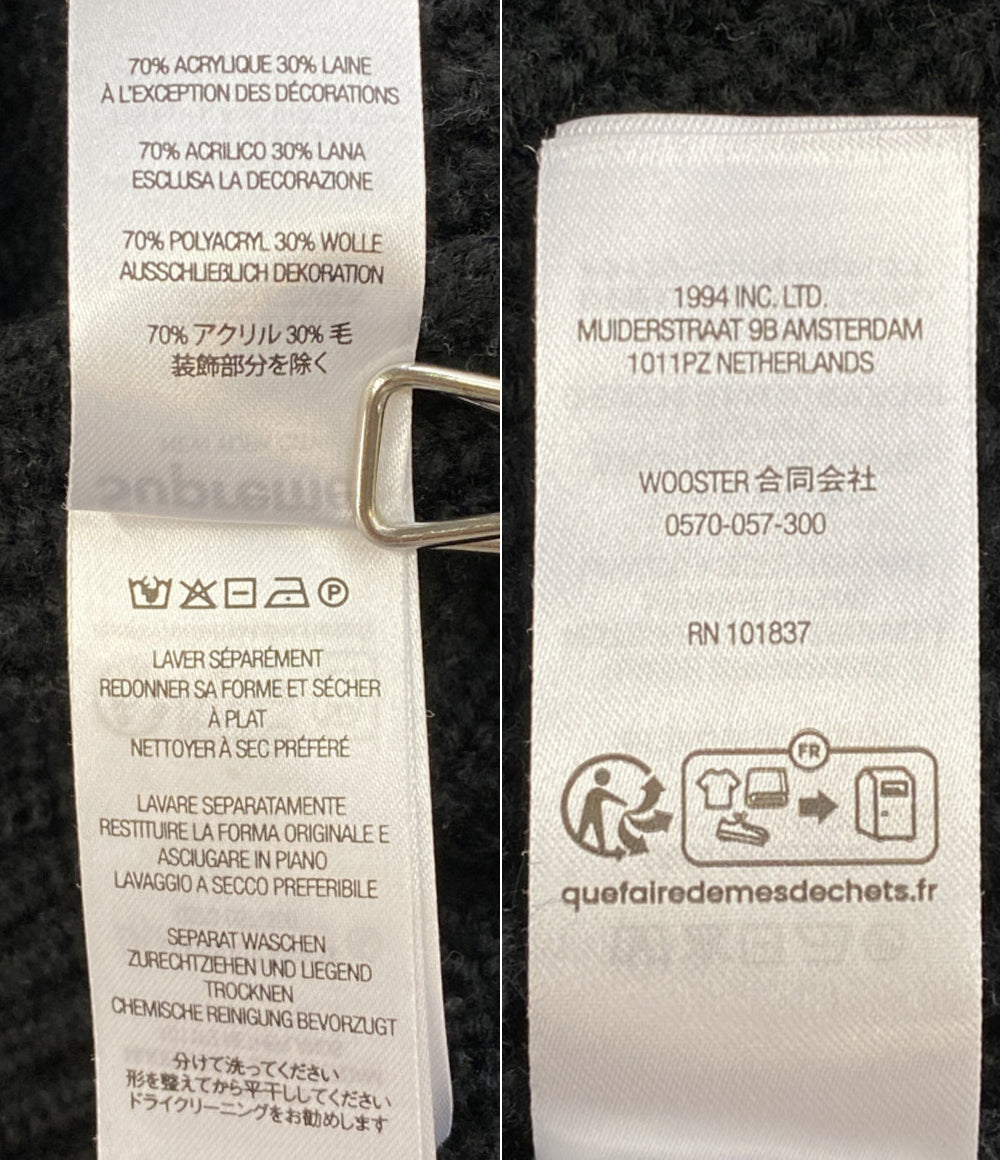 70% ACRYLIQUE 30% LAINE
À L'EXCEPTION DES DÉCORATIONS
70% ACRILICO 30% LANA
ESCLUSA LA DECORAZIONE
70% POLYACRYL 30% WOLLE
AUSSCHLIEßLICH DEKORATION
70% アクリル 30% 毛
装飾部分を除く
P
LAVER SÉPARÉMENT
REDONNER SA FORME ET SÉCHER
À PLAT
NETTOYER À SEC PRÉFÉRÉ
LAVARE SEPARATAMENTE
RESTITUIRE LA FORMA ORIGINALE E
ASCIUGARE IN PIANO
LAVAGGIO A SECCO PREFERIBILE
SEPARAT WASCHEN
ZURECHTZIEHEN UND LIEGEND
TROCKNEN
CHEMISCHE REINIGUNG BEVORZUGT
分けて洗ってください
形を整えてから平干ししてください
ドライクリーニングをお勧めします
1994 INC. LTD.
MUIDERSTRAAT 9B AMSTERDAM
1011PZ NETHERLANDS
WOOSTER 合同会社
0570-057-300
RN 101837
FR
quefairedemesdechets.fr